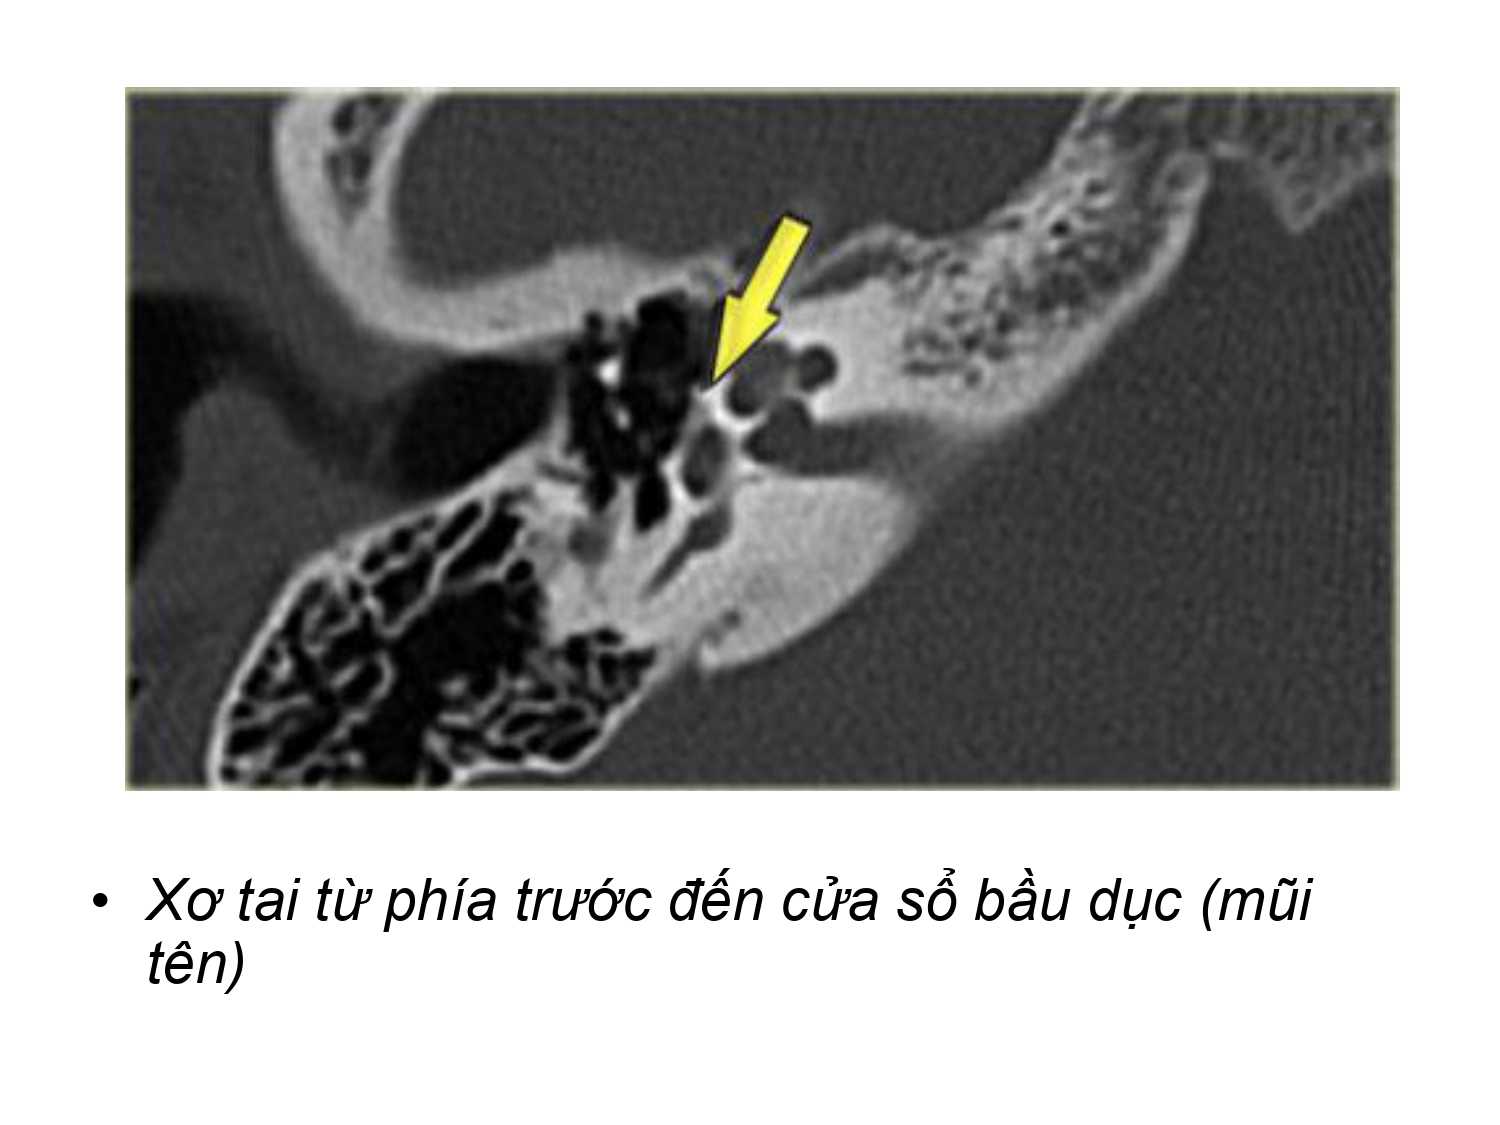 • Xơ tai từ phía trước đến cửa sổ bầu dục (mũi
tên)